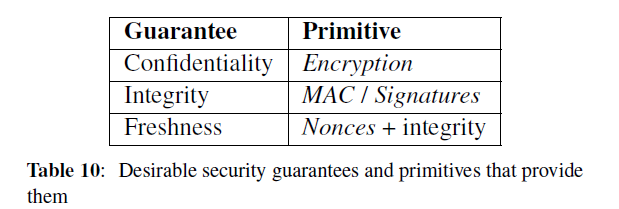 Guarantee Primitive
Confidentiality Encryption
Integrity MAC / Signatures
Freshness Nonces + integrity
Table 10: Desirable security guarantees and primitives that provide
them